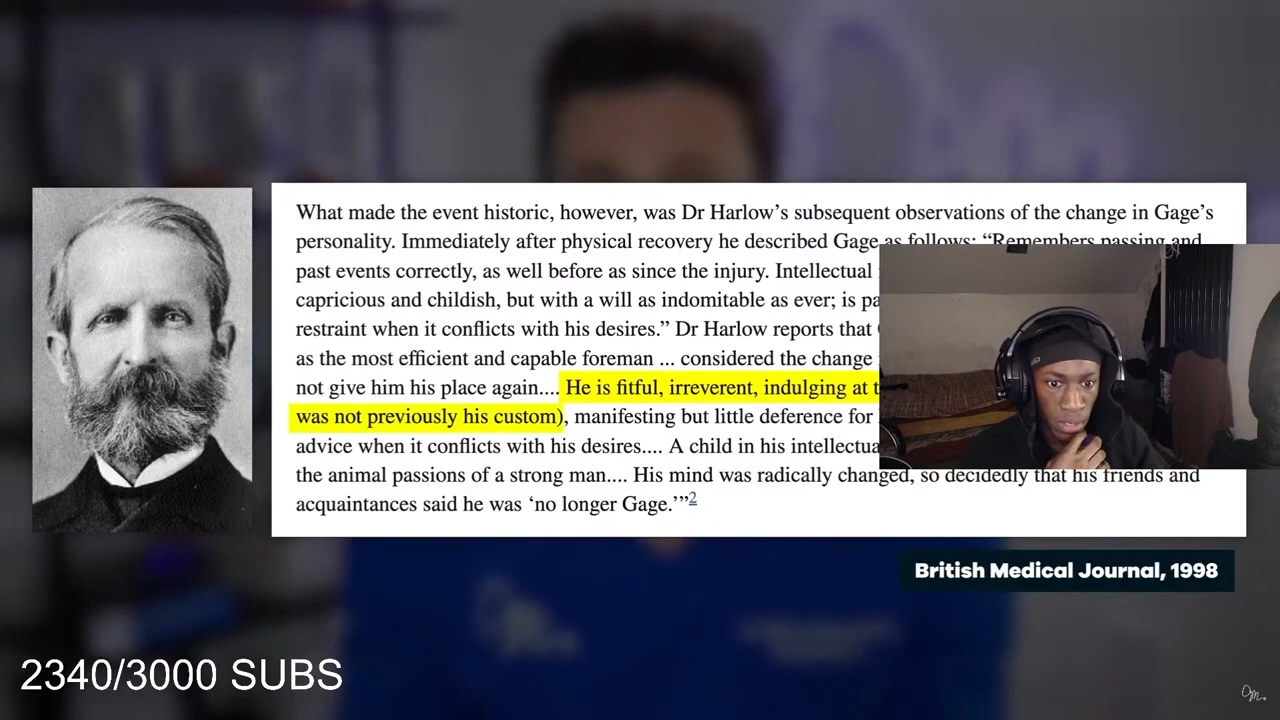 What made the event historic, however, was Dr Harlow’s subsequent observations of the change in Gage’s
personality. Immediately after physical recovery he described Gage as follows: “Remembers passing and
past events correctly, as well before as since the injury. Intellectual
capricious and childish, but with a will as indomitable as ever; is
restraint when it conflicts with his desires.” Dr Harlow reports that
as the most efficient and capable foreman ... considered the change
not give him his place again.... He is fitful, irreverent, indulging at
was not previously his custom), manifesting but little deference for
advice when it conflicts with his desires.... A child in his
the animal passions of a strong man.... His mind was radically changed, so decidedly that his friends and
acquaintances said he was ‘no longer Gage.’”2
British Medical Journal, 1998
2340/3000 SUBS